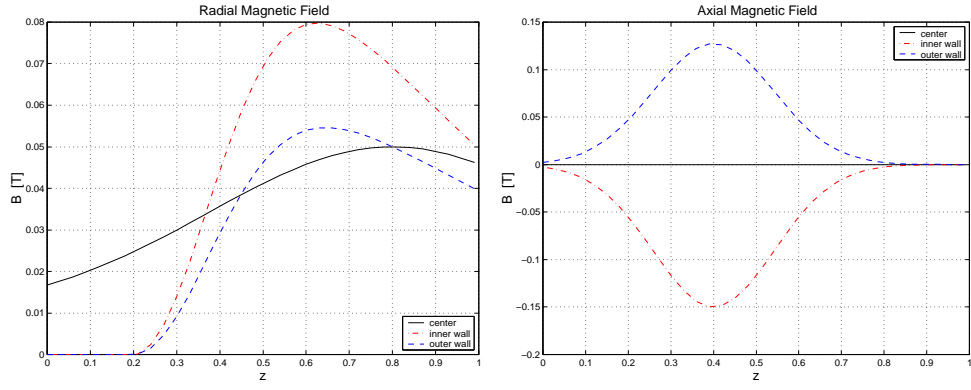 Radial Magnetic Field
0.08
0.07
0.06
0.05
0.04
0.03
0.02
0.01
0
B [T]
center
inner wall
outer wall
0 0.1 0.2 0.3 0.4 0.5 0.6 0.7 0.8 0.9 1
z
Axial Magnetic Field
0.15
0.1
0.05
0
−0.05
−0.1
−0.15
−0.2
B [T]
center
inner wall
outer wall
0 0.1 0.2 0.3 0.4 0.5 0.6 0.7 0.8 0.9 1
z